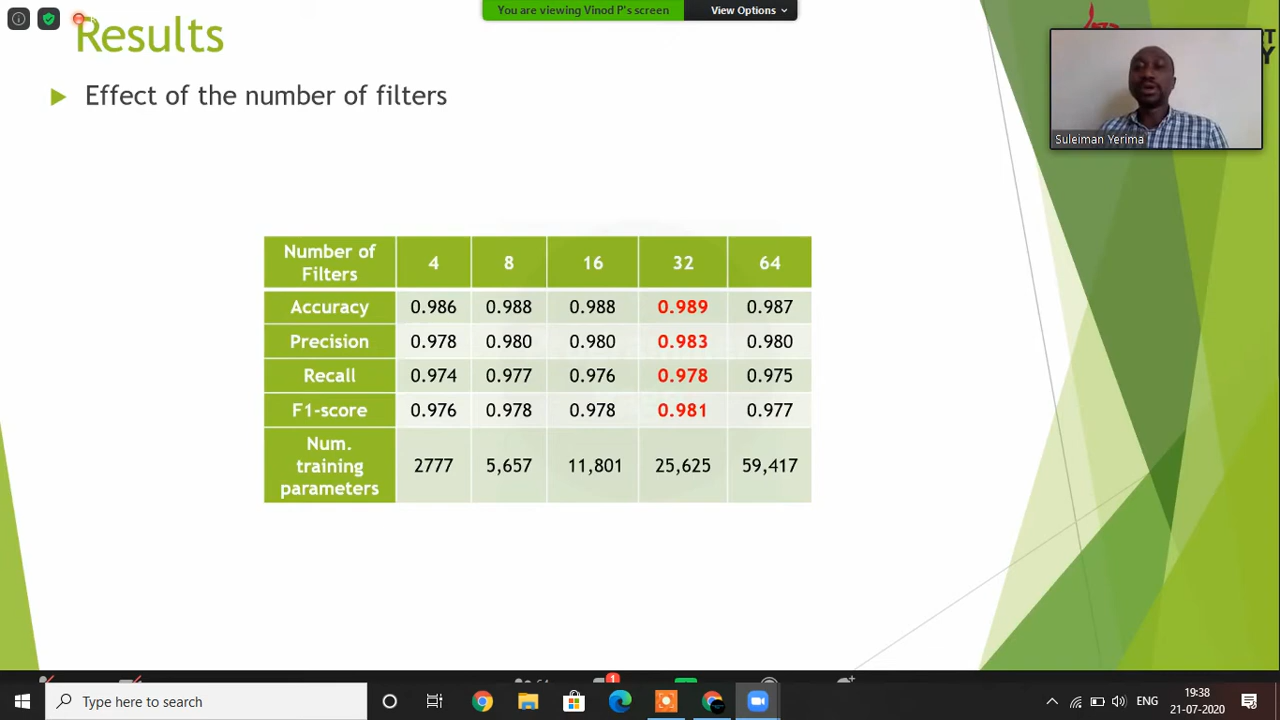 You are viewing Vinod P's screen
View Options
Results
Effect of the number of filters
Suleiman Yerima
Number of Filters 4 8 16 32 64
Accuracy 0.986 0.988 0.988 0.989 0.987
Precision 0.978 0.980 0.980 0.983 0.980
Recall 0.974 0.977 0.976 0.978 0.975
F1-score 0.976 0.978 0.978 0.981 0.977
Num. training parameters 2777 5,657 11,801 25,625 59,417
1
Type here to search
ENG
19:38
21-07-2020